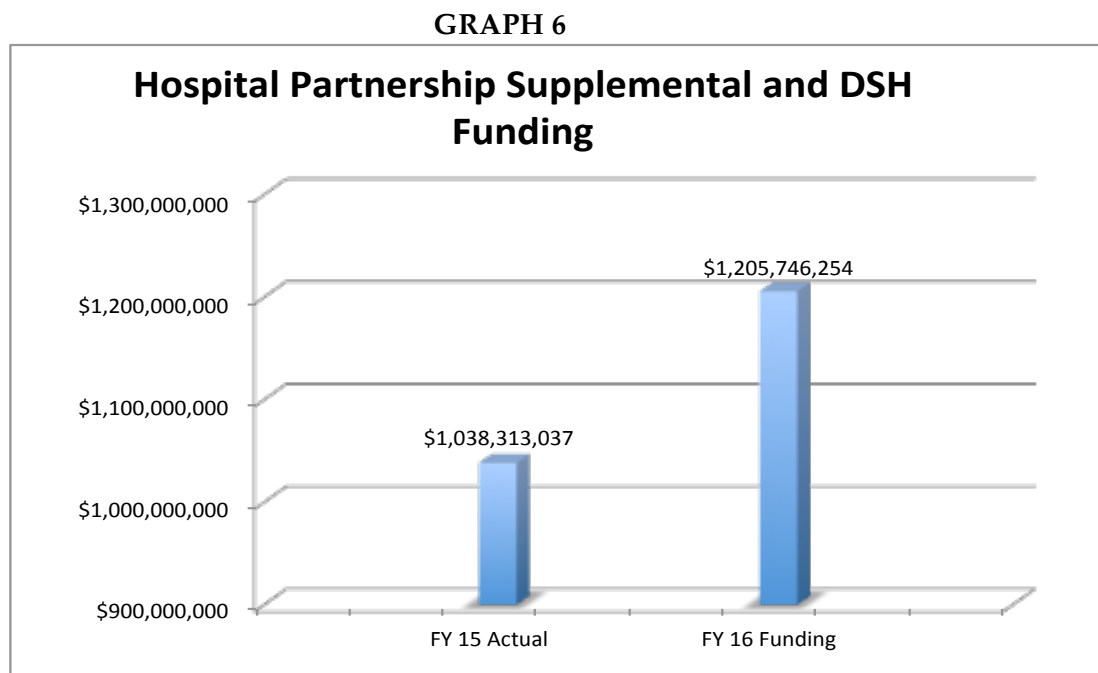 GRAPH 6
Hospital Partnership Supplemental and DSH
Funding
$1,300,000,000
$1,200,000,000
$1,100,000,000
$1,000,000,000
$900,000,000
$1,038,313,037
$1,205,746,254
FY 15 Actual
FY 16 Funding